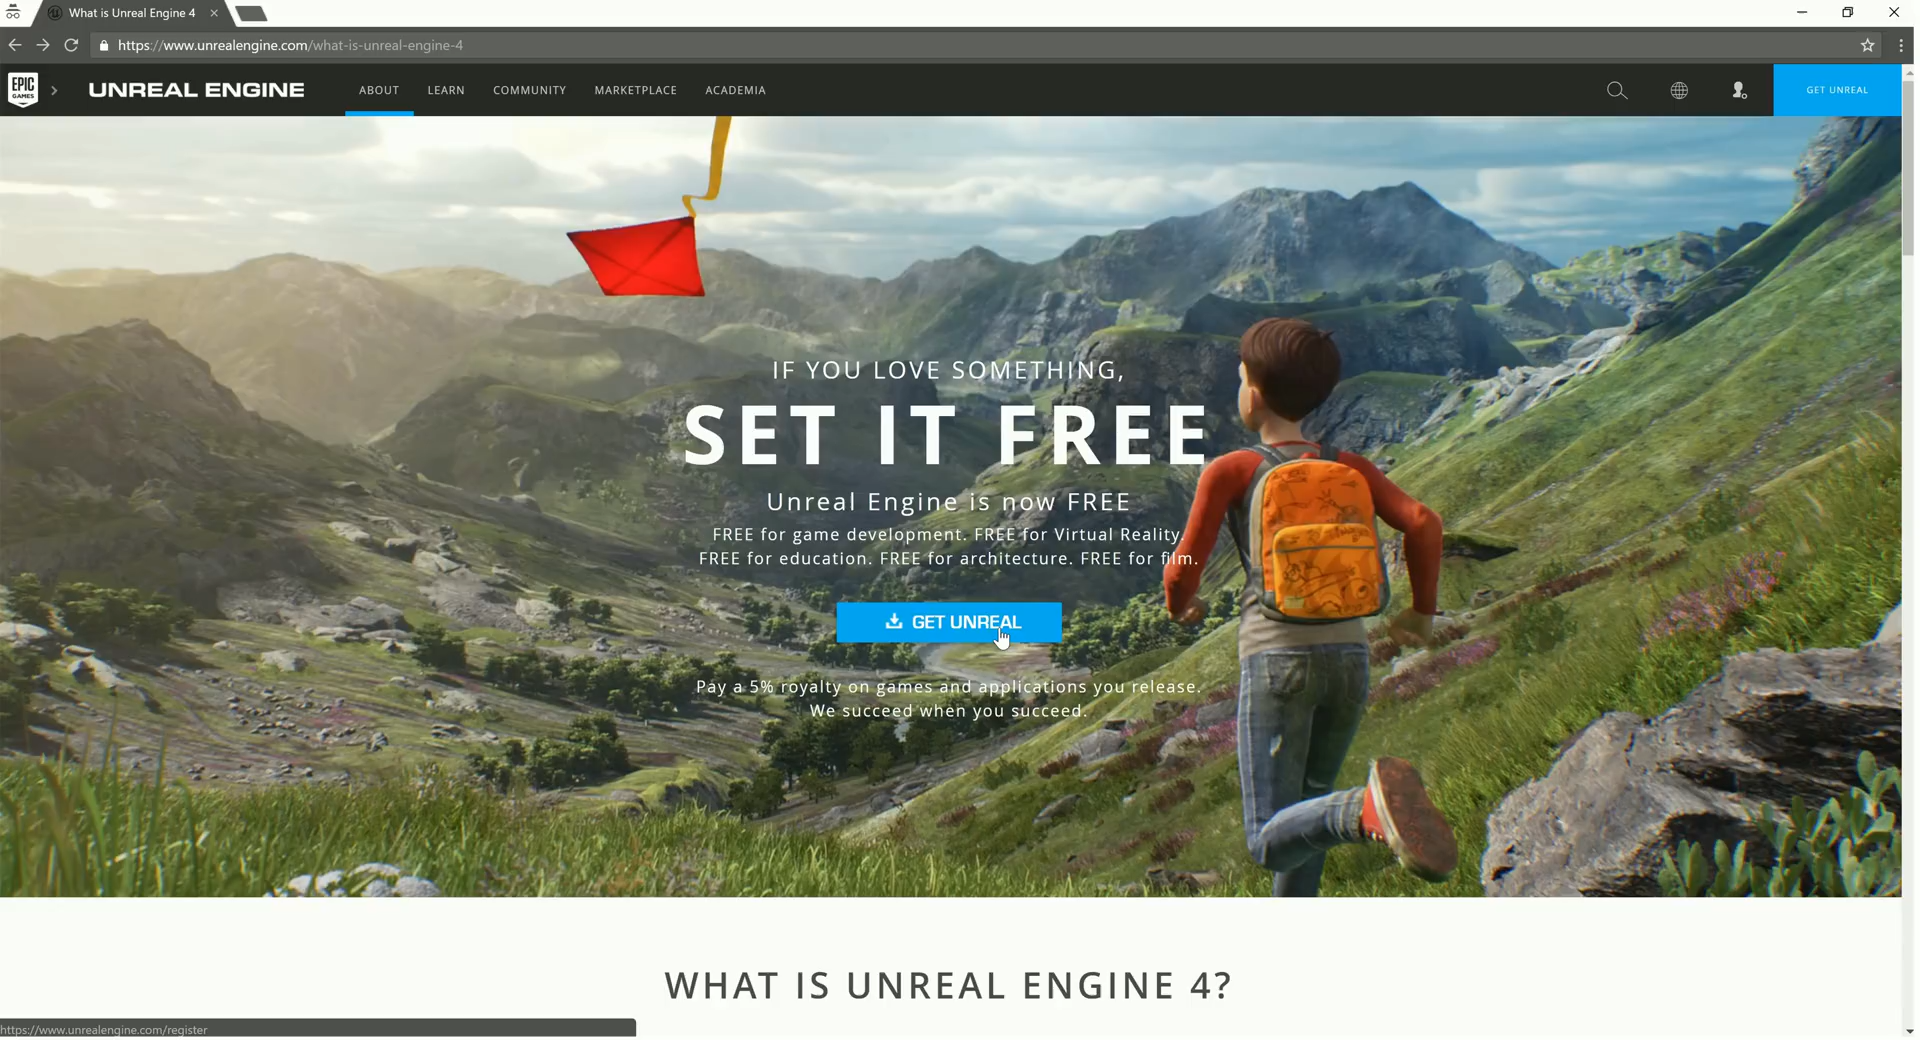 What is Unreal Engine 4
https://www.unrealengine.com/what-is-unreal-engine-4
EPIC
GAMES
UNREAL ENGINE
ABOUT
LEARN
COMMUNITY
MARKETPLACE
ACADEMIA
GET UNREAL
IF YOU LOVE SOMETHING,
SET IT FREE
Unreal Engine is now FREE
FREE for game development. FREE for Virtual Reality.
FREE for education. FREE for architecture. FREE for film.
GET UNREAL
Pay a 5% royalty on games and applications you release.
We succeed when you succeed.
WHAT IS UNREAL ENGINE 4?
https://www.unrealengine.com/register